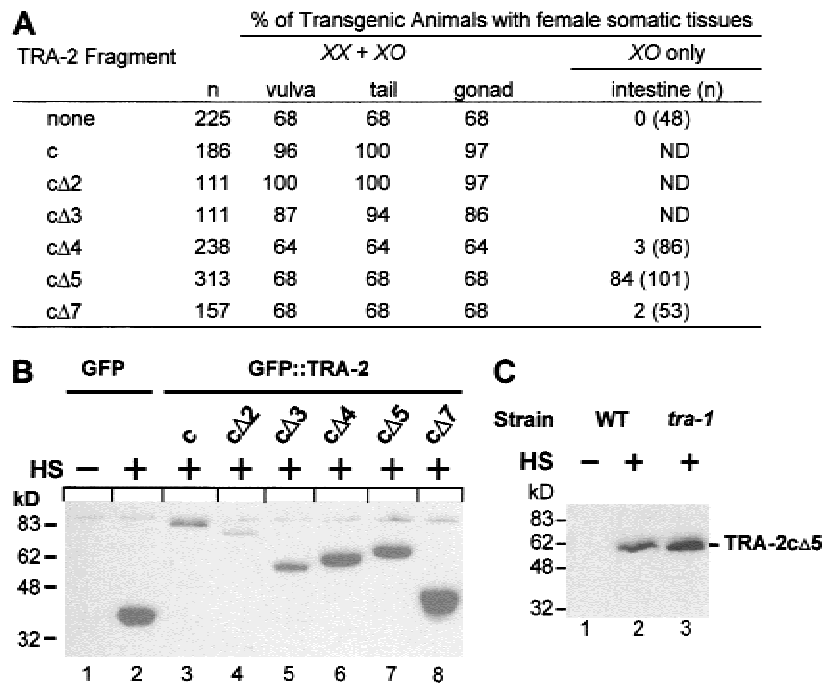 A
% of Transgenic Animals with female somatic tissues
TRA-2 Fragment XX + XO XO only
n vulva tail gonad intestine (n)
none 225 68 68 68 0 (48)
c 186 96 100 97 ND
cΔ2 111 100 100 97 ND
cΔ3 111 87 94 86 ND
cΔ4 238 64 64 64 3 (86)
cΔ5 313 68 68 68 84 (101)
cΔ7 157 68 68 68 2 (53)
B
GFP GFP::TRA-2
c cΔ2 cΔ3 cΔ4 cΔ5 cΔ7
HS – + + + + + + +
kD
83
62
48
32
1 2 3 4 5 6 7 8
C
Strain WT tra-1
HS – + +
kD
83
62 TRA-2cΔ5
48
32
1 2 3